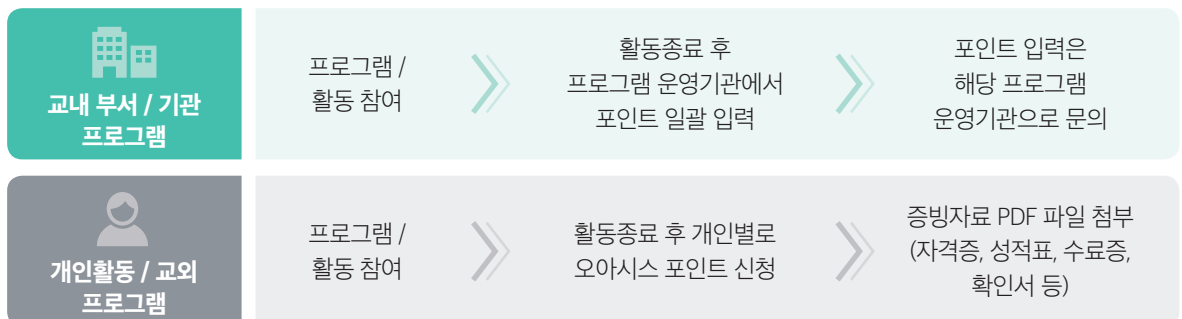 교내 부서 / 기관
프로그램
프로그램 /
활동 참여
활동종료 후
프로그램 운영기관에서
포인트 일괄 입력
포인트 입력은
해당 프로그램
운영기관으로 문의
개인활동 / 교외
프로그램
프로그램 /
활동 참여
활동종료 후 개인별로
오아시스 포인트 신청
증빙자료 PDF 파일 첨부
(자격증, 성적표, 수료증,
확인서 등)